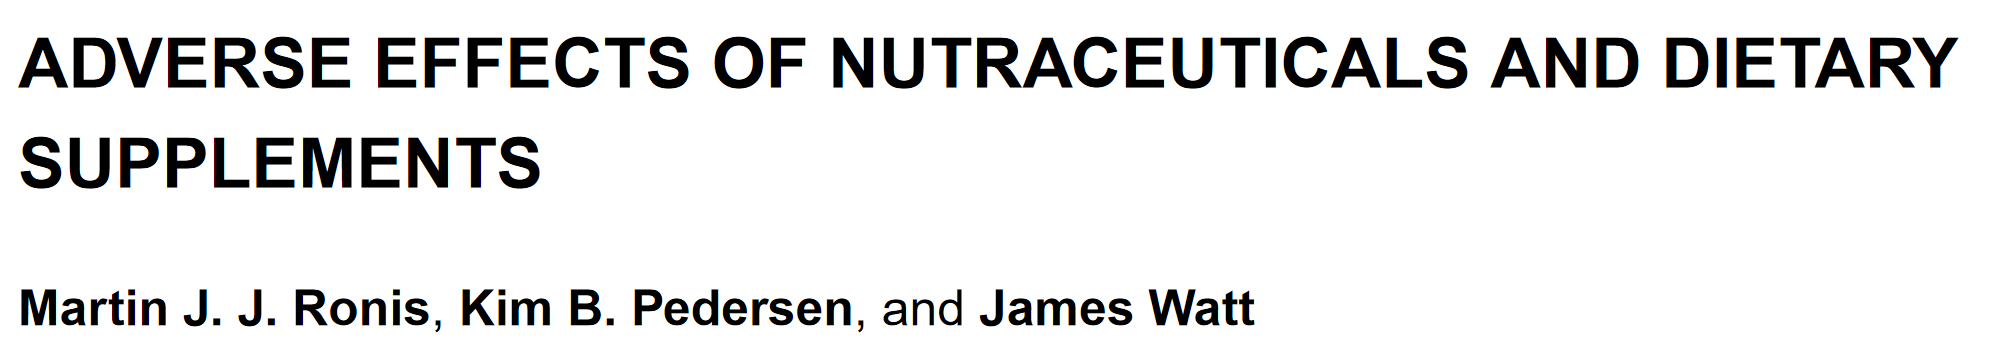 ADVERSE EFFECTS OF NUTRACEUTICALS AND DIETARY
SUPPLEMENTS
Martin J. J. Ronis, Kim B. Pedersen, and James Watt